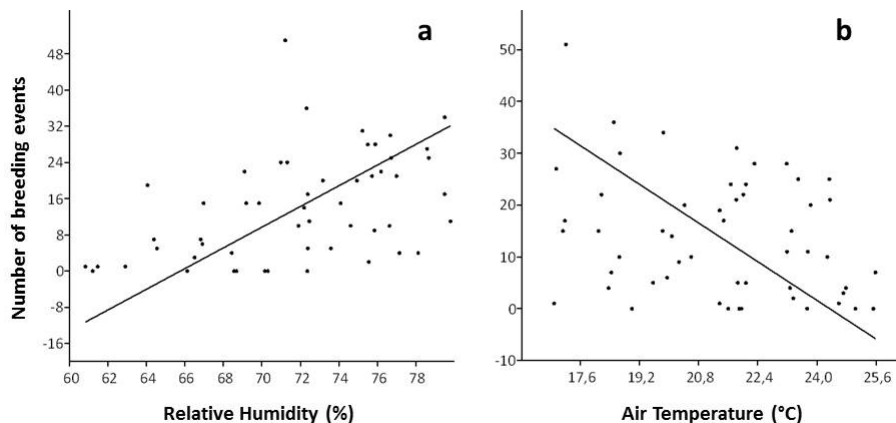 a
Number of breeding events
48
40
32
24
16
8
0
-8
-16
60 62 64 66 68 70 72 74 76 78
Relative Humidity (%)
b
50
40
30
20
10
0
-10
17,6 19,2 20,8 22,4 24,0 25,6
Air Temperature (°C)